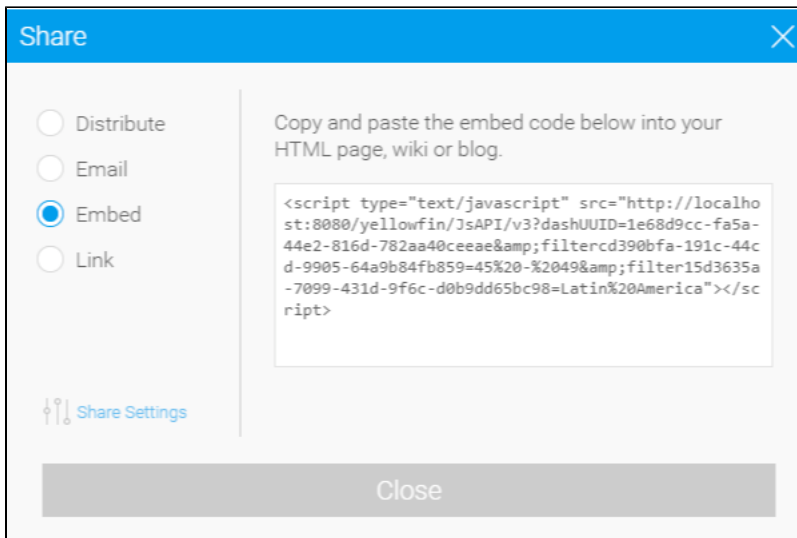 Share
Distribute
Email
Embed
Link
Share Settings
Copy and paste the embed code below into your
HTML page, wiki or blog.
<script type="text/javascript" src="http://localho
st:8080/yellowfin/JsAPI/v3?dashUUID=1e68d9cc-fa5a-
44e2-816d-782aa40ceeae&amp;filtercd390bfa-191c-44c
d-9905-64a9b84fb859=45%20-%2049&amp;filter15d3635a
-7099-431d-9f6c-d0b9dd65bc98=Latin%20America"></sc
ript>
Close